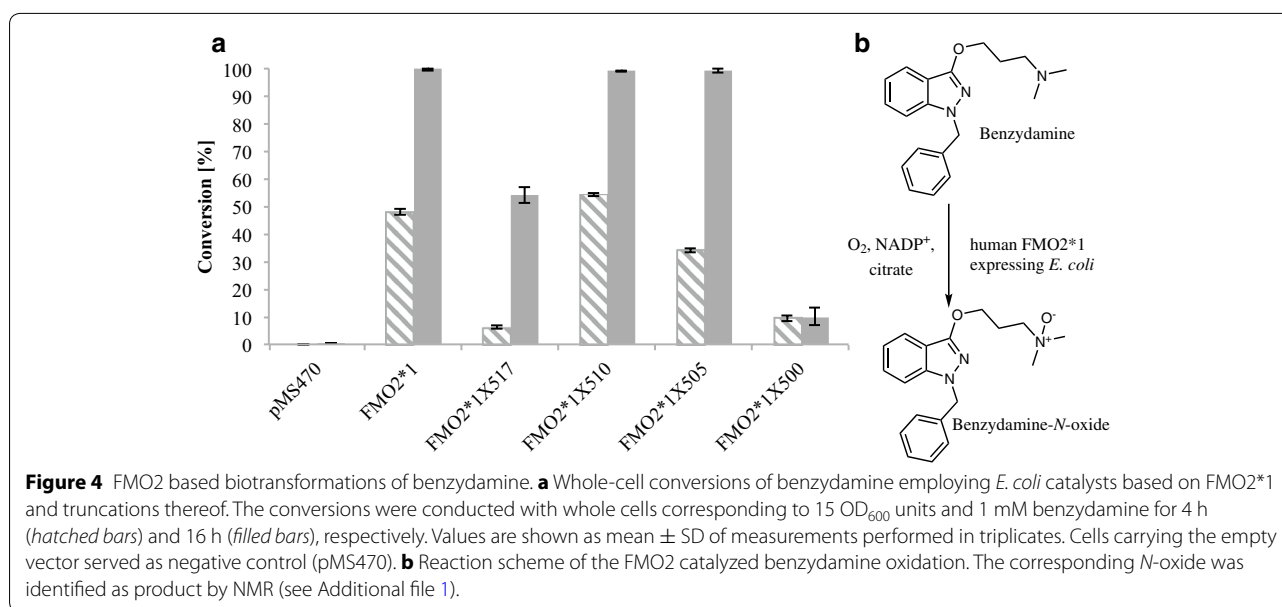 a
b
100
90
80
70
60
50
40
30
20
10
0
Conversion [%]
pMS470
FMO2*1
FMO2*1X517
FMO2*1X510
FMO2*1X505
FMO2*1X500
O
N
N
N
Benzydamine
O2, NADP+,
citrate
human FMO2*1
expressing E. coli
O
O-
N+
N
N
Benzydamine-N-oxide
Figure 4 FMO2 based biotransformations of benzydamine. a Whole-cell conversions of benzydamine employing E. coli catalysts based on FMO2*1
and truncations thereof. The conversions were conducted with whole cells corresponding to 15 OD600 units and 1 mM benzydamine for 4 h
(hatched bars) and 16 h (filled bars), respectively. Values are shown as mean ± SD of measurements performed in triplicates. Cells carrying the empty
vector served as negative control (pMS470). b Reaction scheme of the FMO2 catalyzed benzydamine oxidation. The corresponding N-oxide was
identified as product by NMR (see Additional file 1).